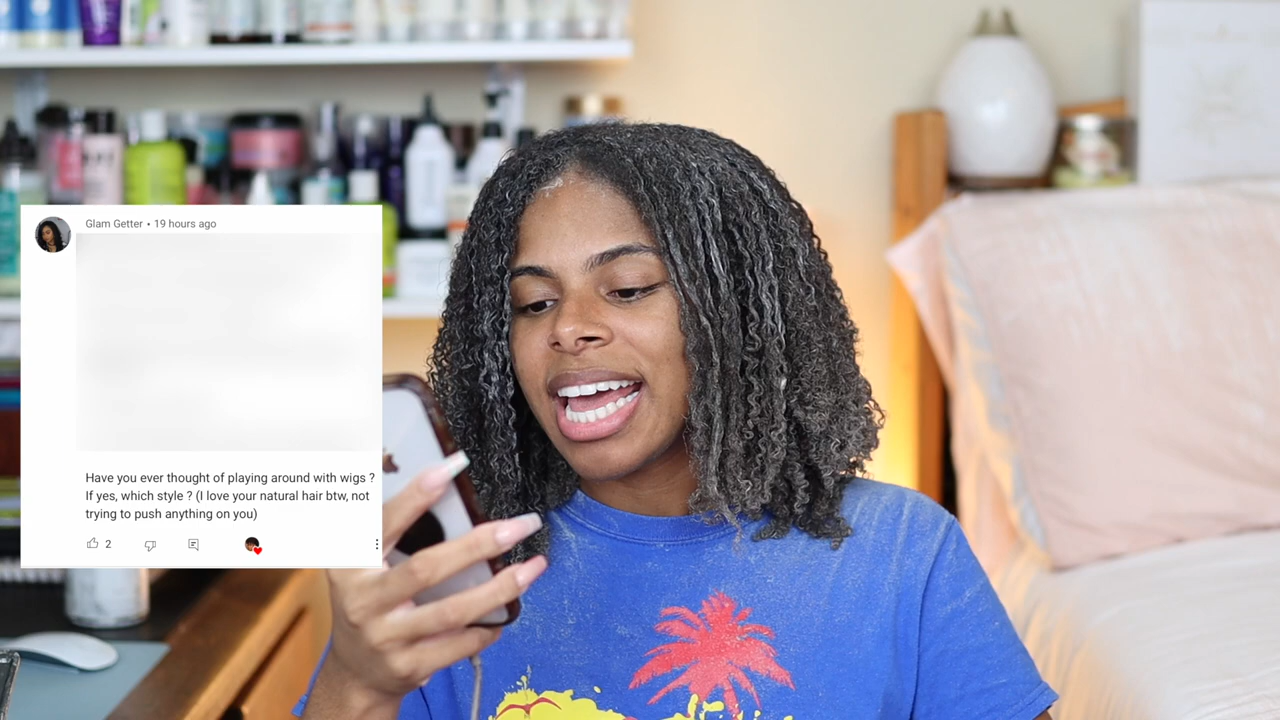 Glam Getter • 19 hours ago
Have you ever thought of playing around with wigs ?
If yes, which style ? (I love your natural hair btw, not
trying to push anything on you)
2